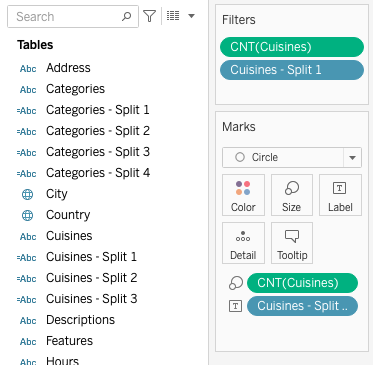 Search
Tables
Abc Address
Abc Categories
=Abc Categories - Split 1
=Abc Categories - Split 2
=Abc Categories - Split 3
=Abc Categories - Split 4
City
Country
Abc Cuisines
=Abc Cuisines - Split 1
=Abc Cuisines - Split 2
=Abc Cuisines - Split 3
Abc Descriptions
Abc Features
Abc Hours
Filters
CNT(Cuisines)
Cuisines - Split 1
Marks
Circle
Color
Size
T
Label
Detail
Tooltip
CNT(Cuisines)
T Cuisines - Split ..